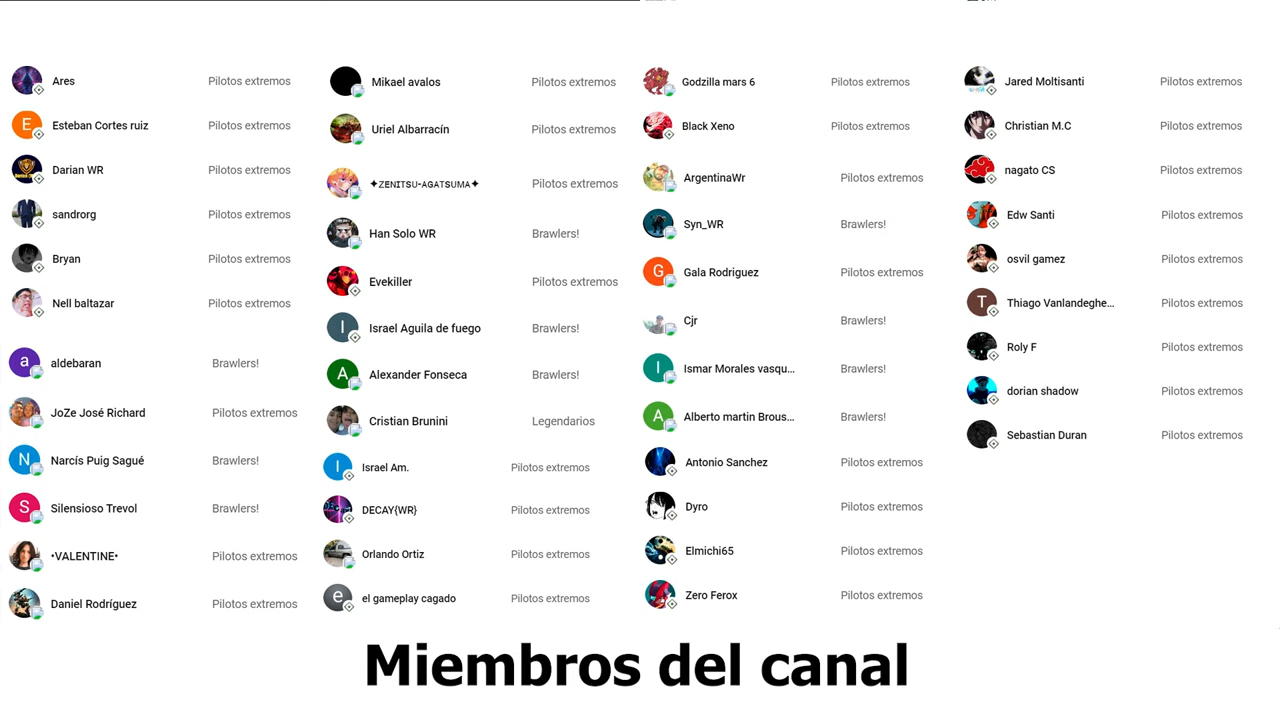 Ares Pilotos extremos
Esteban Cortes ruiz Pilotos extremos
Darian WR Pilotos extremos
sandrorg Pilotos extremos
Bryan Pilotos extremos
Nell baltazar Pilotos extremos
aldebaran Brawlers!
JoZe José Richard Pilotos extremos
Narcís Puig Sagué Brawlers!
Silensioso Trevol Brawlers!
•VALENTINE• Pilotos extremos
Daniel Rodríguez Pilotos extremos
Mikael avalos Pilotos extremos
Uriel Albarracín Pilotos extremos
✦ZENITSU-AGATSUMA✦ Pilotos extremos
Han Solo WR Brawlers!
Evekiller Pilotos extremos
Israel Aguila de fuego Brawlers!
Alexander Fonseca Brawlers!
Cristian Brunini Legendarios
Israel Am. Pilotos extremos
DECAY{WR} Pilotos extremos
Orlando Ortiz Pilotos extremos
el gameplay cagado Pilotos extremos
Godzilla mars 6 Pilotos extremos
Black Xeno Pilotos extremos
ArgentinaWr Pilotos extremos
Syn_WR Brawlers!
Gala Rodriguez Pilotos extremos
Cjr Brawlers!
Ismar Morales vasqu... Brawlers!
Alberto martin Brous... Brawlers!
Antonio Sanchez Pilotos extremos
Dyro Pilotos extremos
Elmichi65 Pilotos extremos
Zero Ferox Pilotos extremos
Jared Moltisanti Pilotos extremos
Christian M.C Pilotos extremos
nagato CS Pilotos extremos
Edw Santi Pilotos extremos
osvil gamez Pilotos extremos
Thiago Vanlandeghe... Pilotos extremos
Roly F Pilotos extremos
dorian shadow Pilotos extremos
Sebastian Duran Pilotos extremos
Miembros del canal